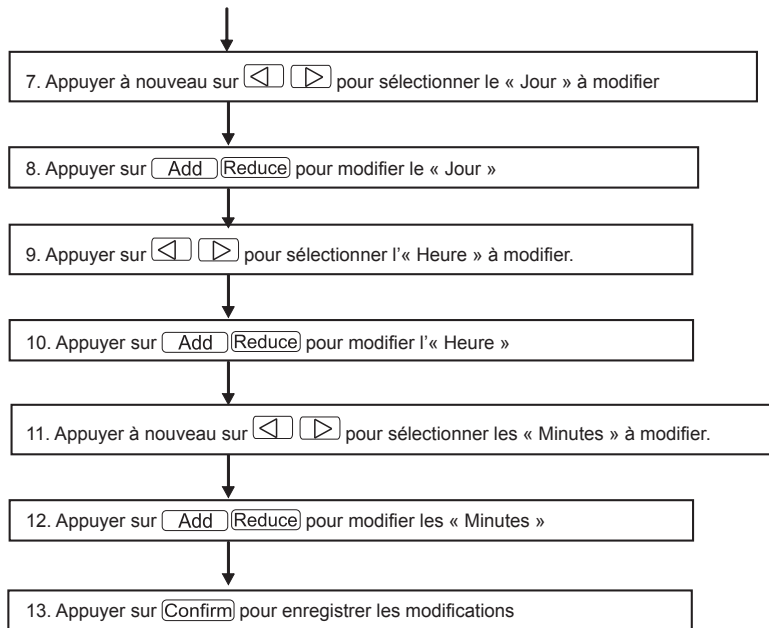 7. Appuyer à nouveau sur pour sélectionner le « Jour » à modifier
8. Appuyer sur Add Reduce pour modifier le « Jour »
9. Appuyer sur pour sélectionner l'« Heure » à modifier.
10. Appuyer sur Add Reduce pour modifier l'« Heure »
11. Appuyer à nouveau sur pour sélectionner les « Minutes » à modifier.
12. Appuyer sur Add Reduce pour modifier les « Minutes »
13. Appuyer sur Confirm pour enregistrer les modifications